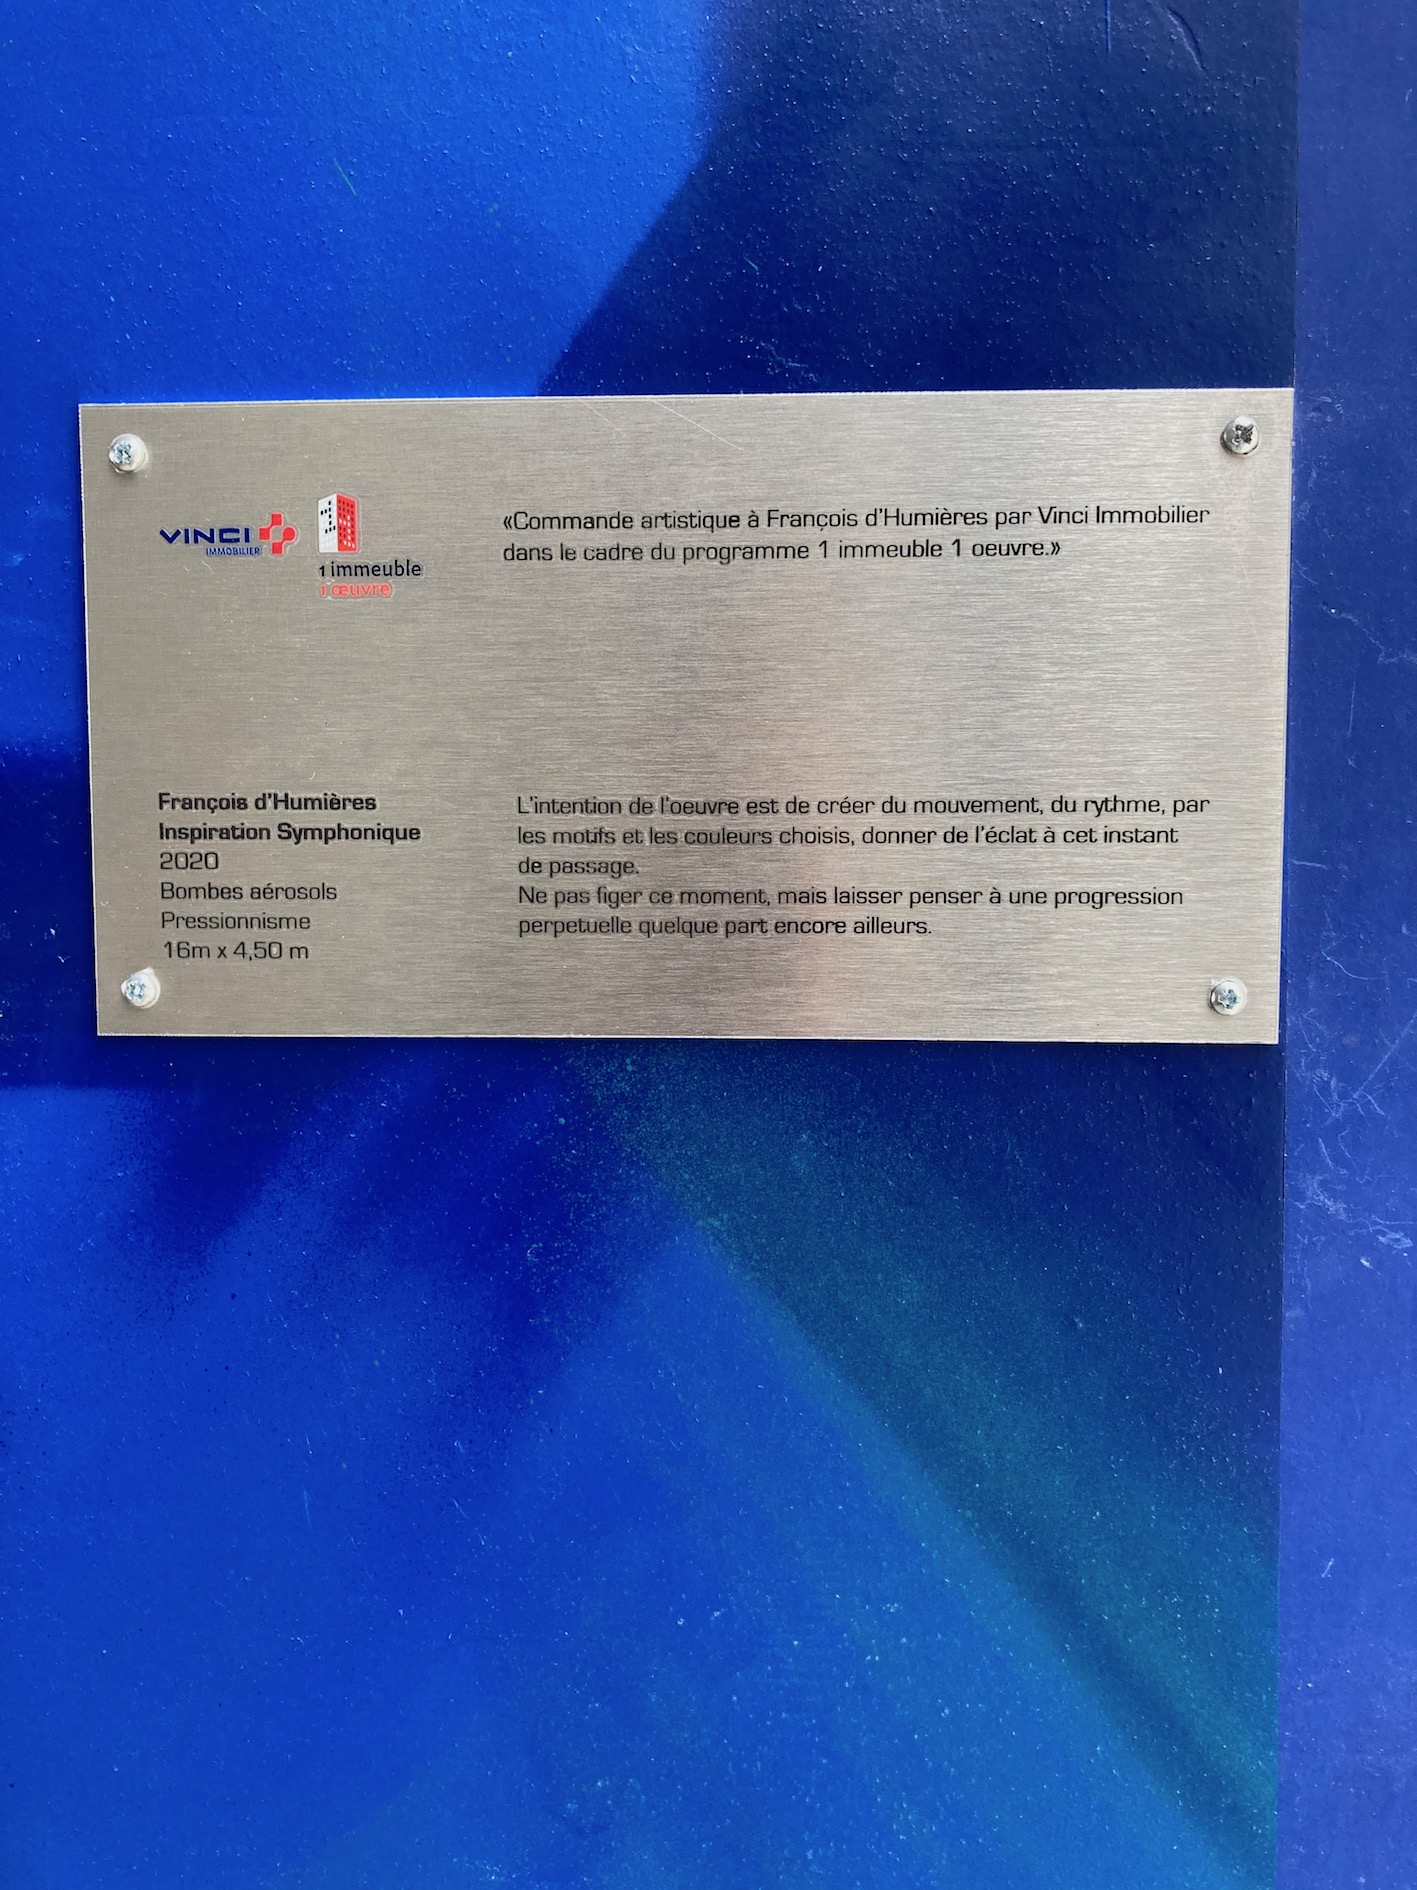 VINCI
IMMOBILIER
1
1 immeuble
1 œuvre
«Commande artistique à François d'Humières par Vinci Immobilier
dans le cadre du programme 1 immeuble 1 oeuvre.»
François d'Humières
Inspiration Symphonique
2020
Bombes aérosols
Pressionnisme
16m x 4,50 m
L'intention de l'oeuvre est de créer du mouvement, du rythme, par
les motifs et les couleurs choisis, donner de l'éclat à cet instant
de passage.
Ne pas figer ce moment, mais laisser penser à une progression
perpetuelle quelque part encore ailleurs.